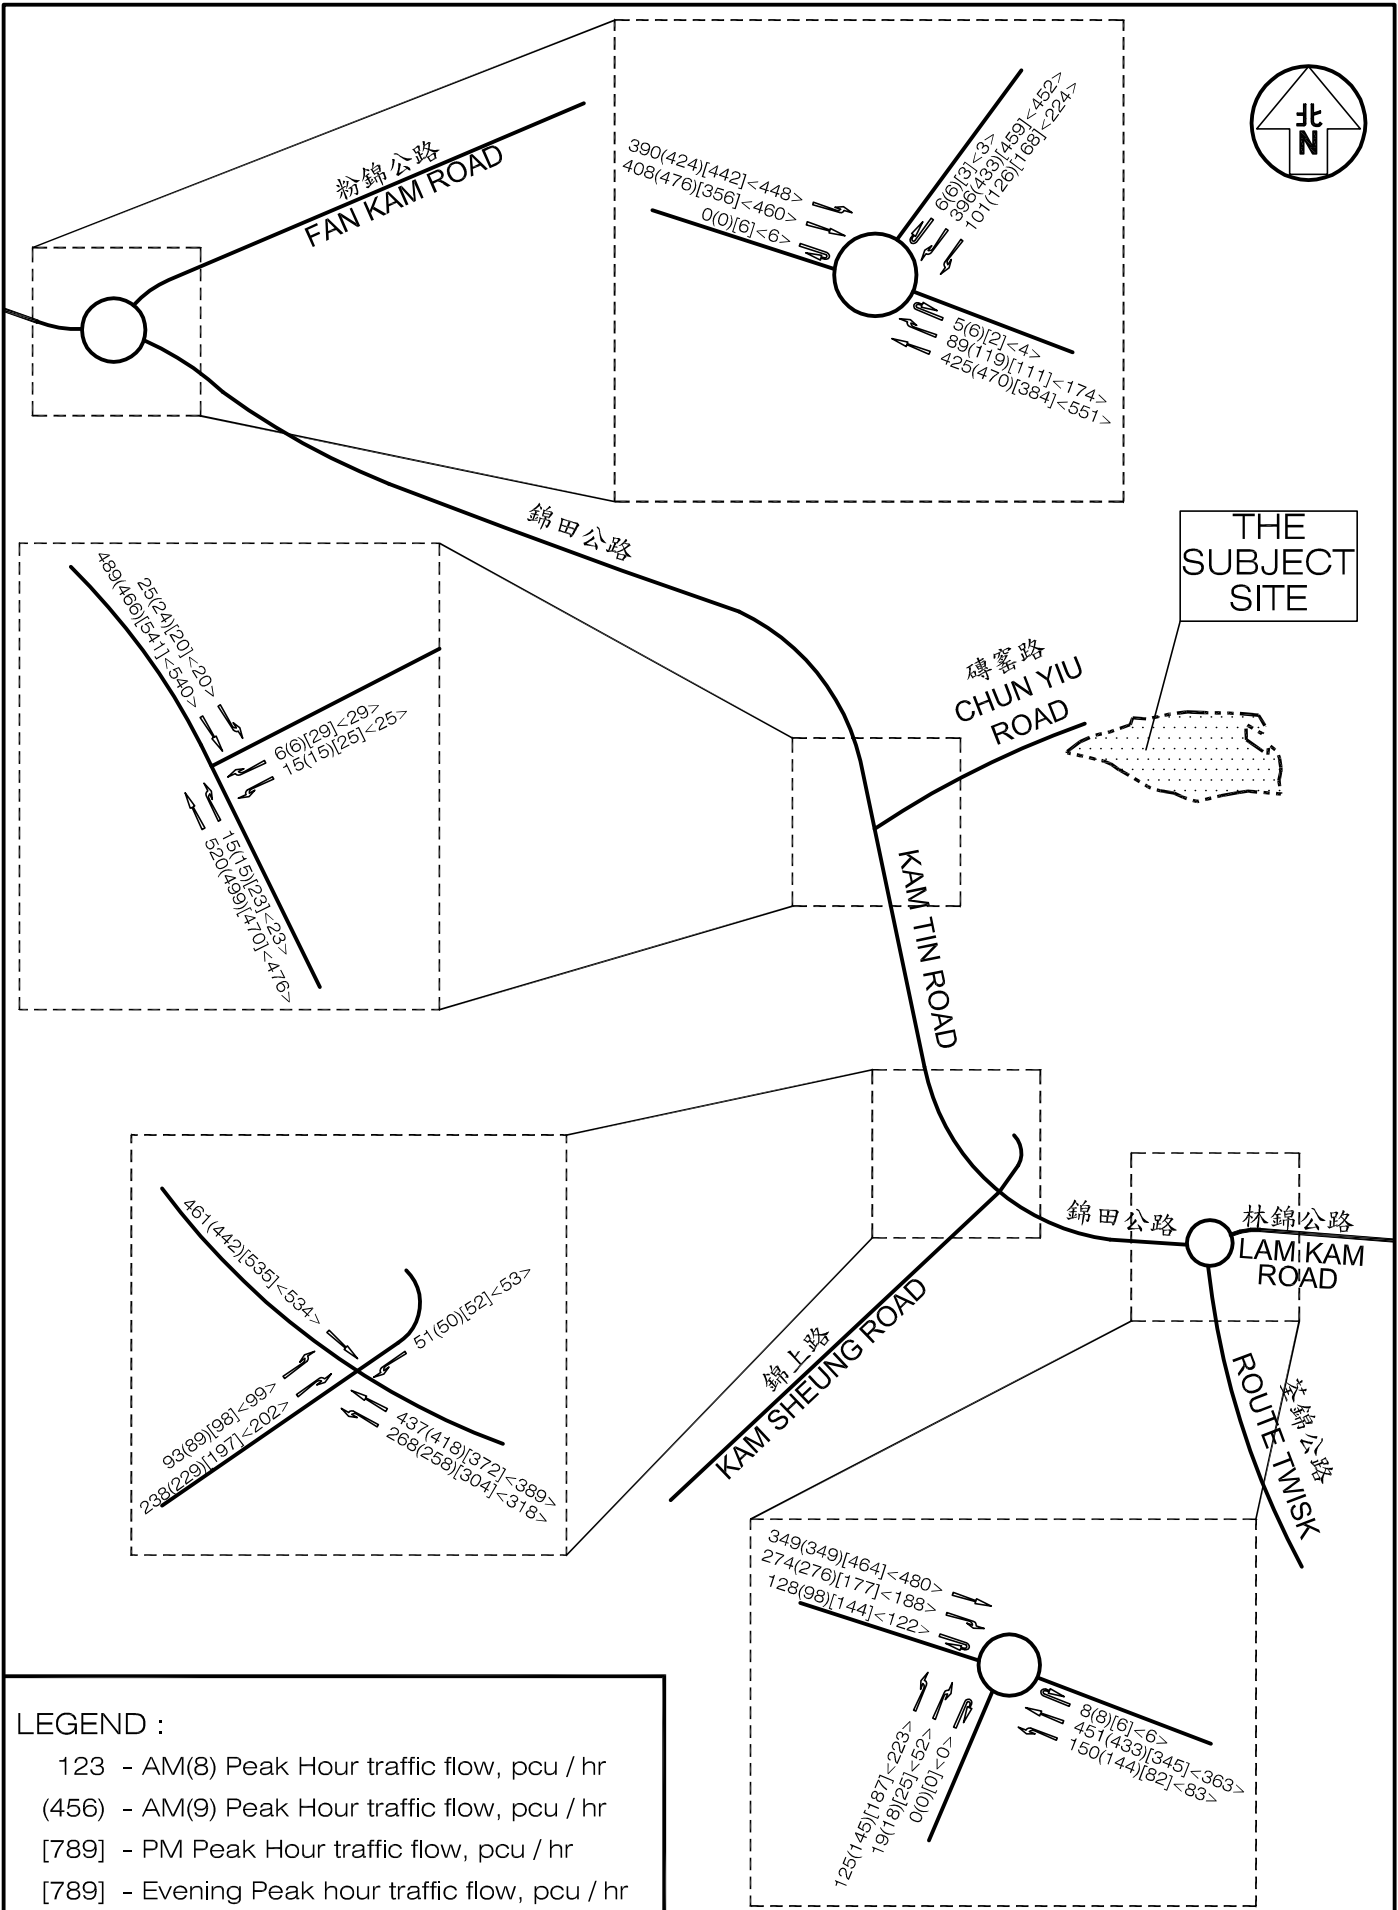 粉錦公路
FAN KAM ROAD
390(424)[442]<448>
408(476)[356]<460>
0(0)[6]<6>
6(6)[3]<3>
396(433)[459]<452>
101(126)[168]<224>
5(6)[2]<4>
89(119)[111]<174>
425(470)[384]<551>
北
N
錦田公路
THE
SUBJECT
SITE
25(24)[20]<20>
489(466)[541]<540>
6(6)[29]<29>
15(15)[25]<25>
15(15)[23]<23>
520(499)[470]<476>
磚窰路
CHUN YIU
ROAD
KAM TIN ROAD
461(442)[535]<534>
51(50)[52]<53>
93(89)[98]<99>
238(229)[197]<202>
437(418)[372]<389>
268(258)[304]<318>
錦田公路
林錦公路
LAM KAM
ROAD
錦上路
KAM SHEUNG ROAD
荃錦公路
ROUTE TWISK
349(349)[464]<480>
274(276)[177]<188>
128(98)[144]<122>
125(145)[187]<223>
19(18)[25]<52>
0(0)[0]<0>
8(8)[6]<6>
451(433)[345]<363>
150(144)[82]<83>
LEGEND :
123 - AM(8) Peak Hour traffic flow, pcu / hr
(456) - AM(9) Peak Hour traffic flow, pcu / hr
[789] - PM Peak Hour traffic flow, pcu / hr
[789] - Evening Peak hour traffic flow, pcu / hr